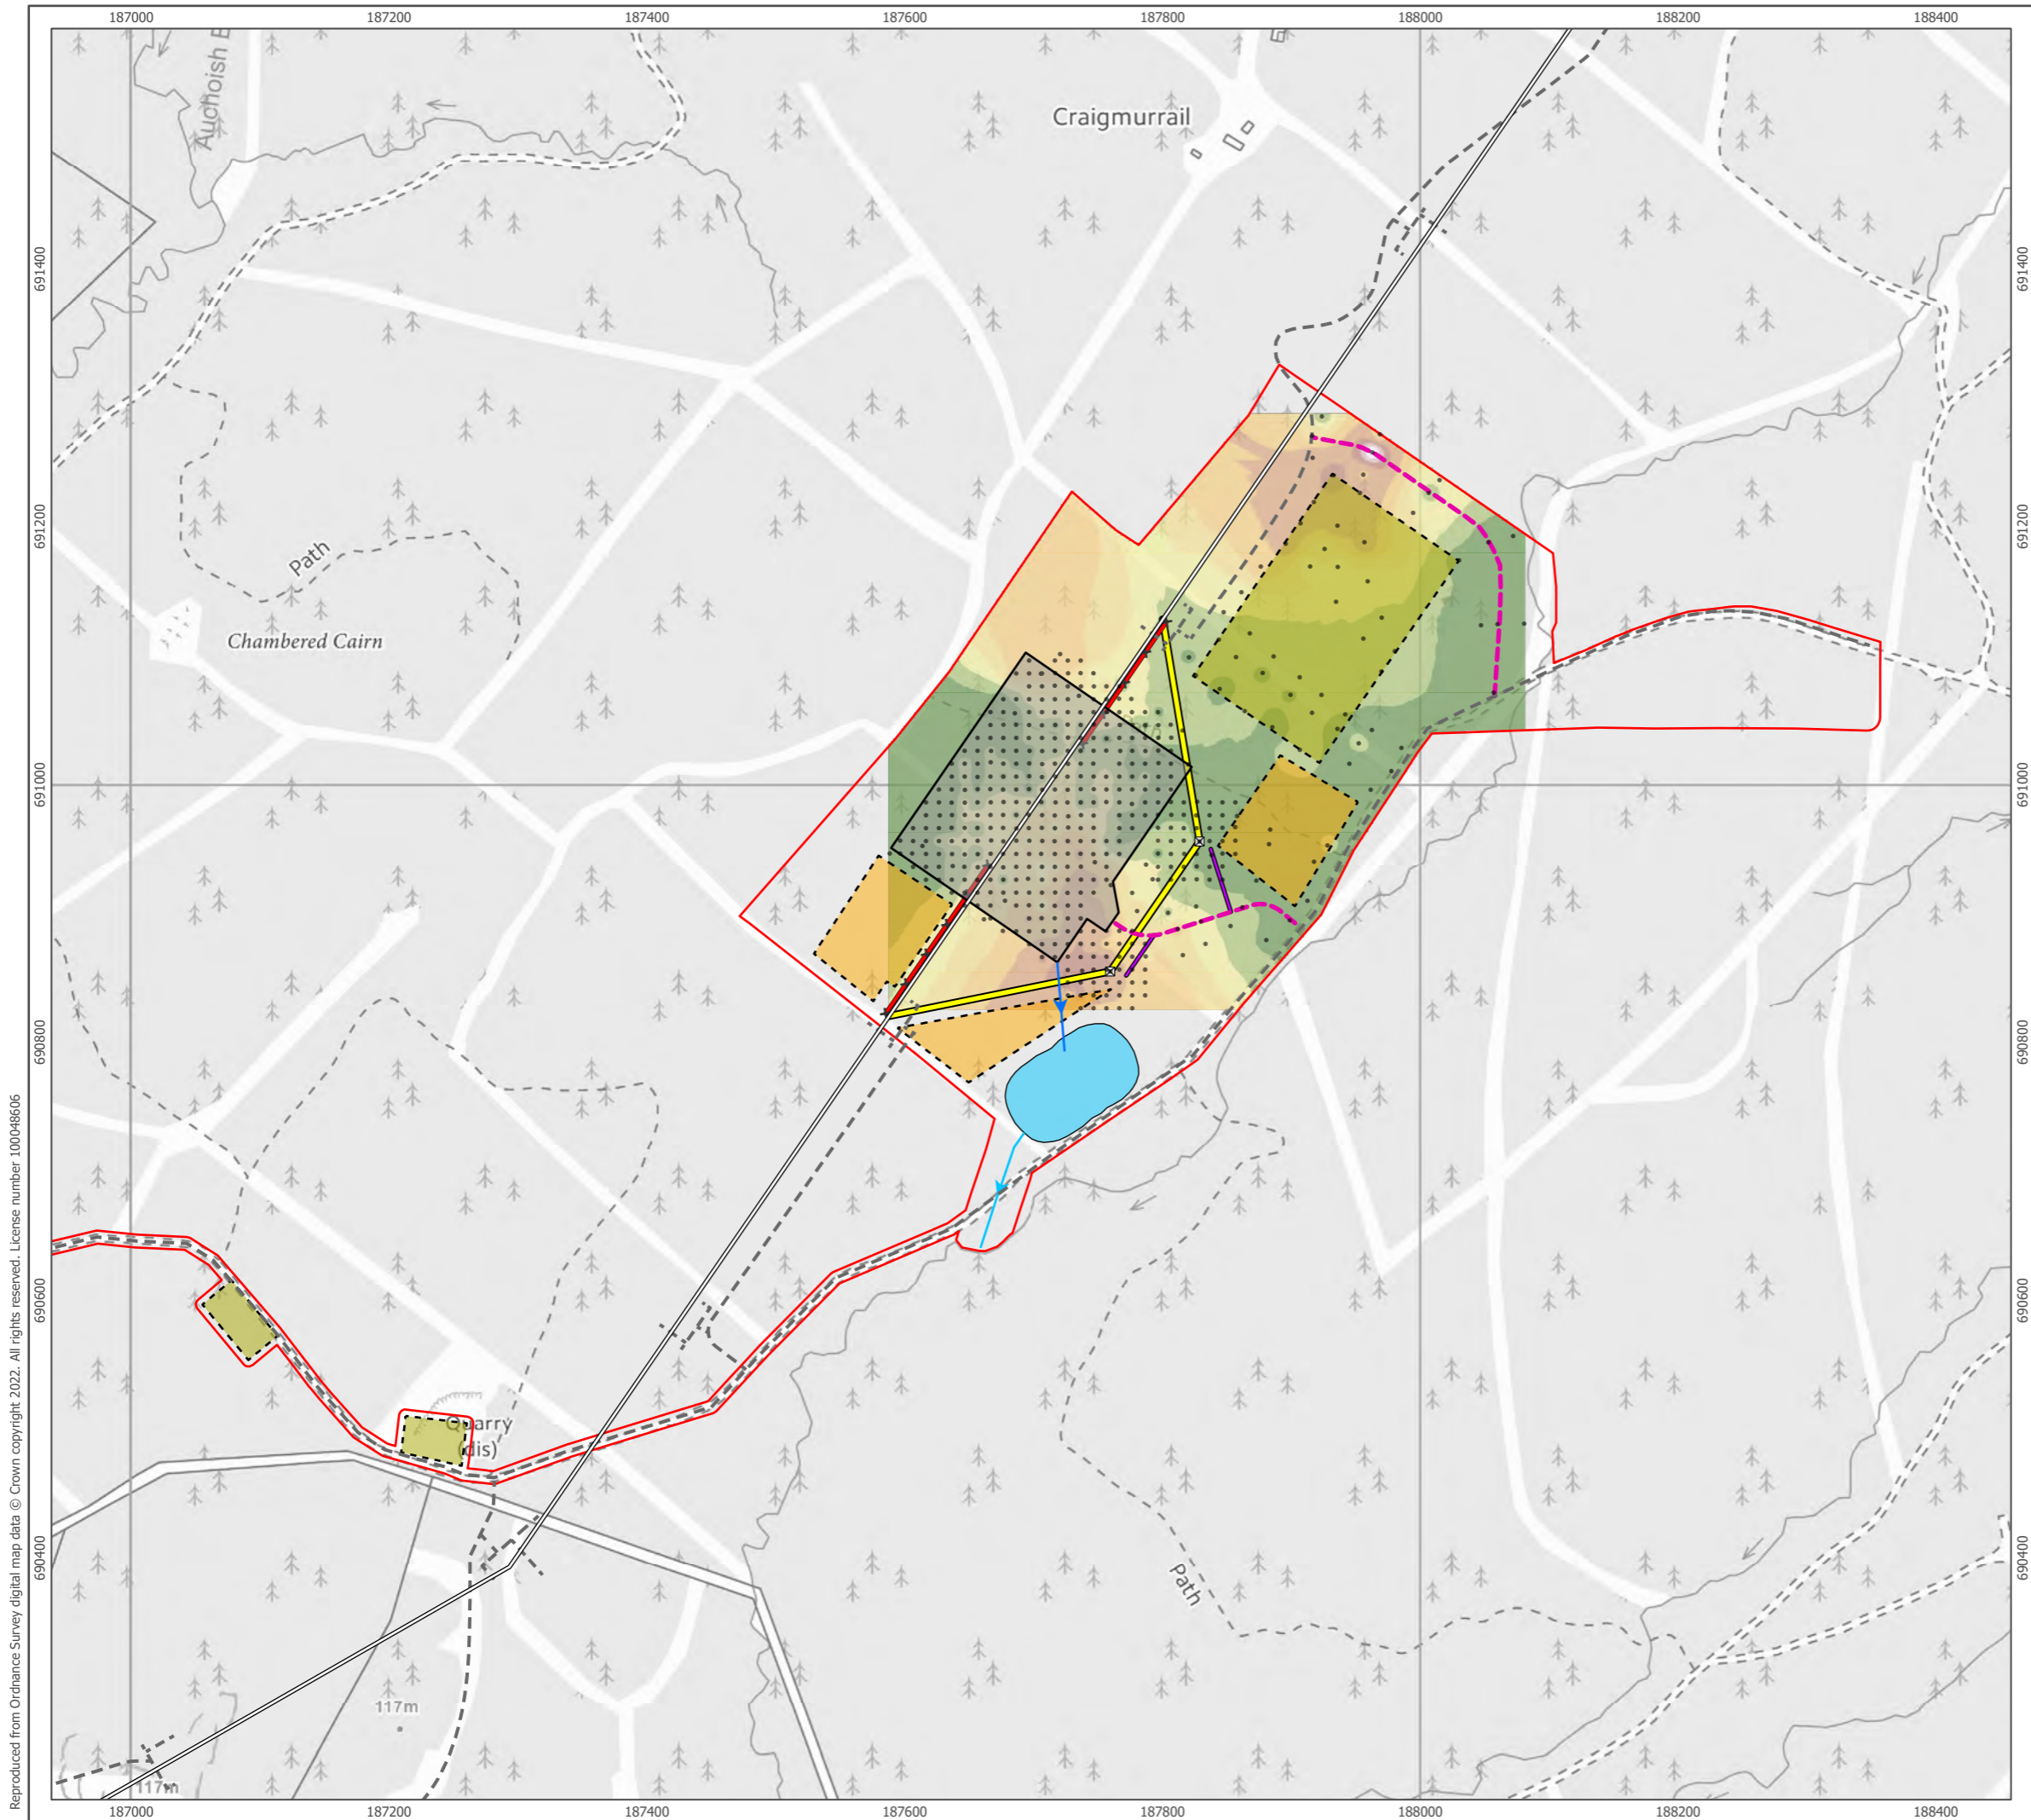 187000 187200 187400 187600 187800 188000 188200 188400
Auchoish
Craigmurrail
691400 691400
691200 691200
Path
Chambered Cairn
691000 691000
690800 690800
690600 690600
Quarry
(dis)
690400 690400
Path
117m
117m
187000 187200 187400 187600 187800 188000 188200 188400
Reproduced from Ordnance Survey digital map data © Crown copyright 2022. All rights reserved. License number 100048606